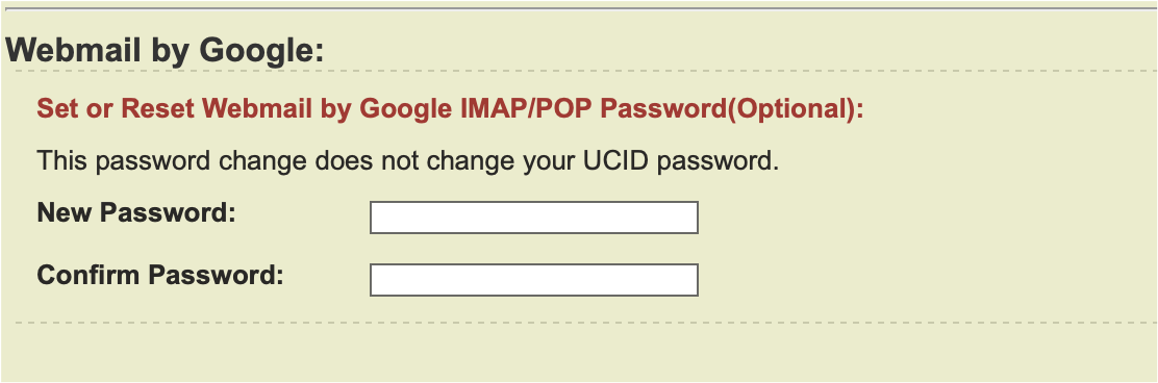 Webmail by Google:
Set or Reset Webmail by Google IMAP/POP Password(Optional):
This password change does not change your UCID password.
New Password:
Confirm Password: